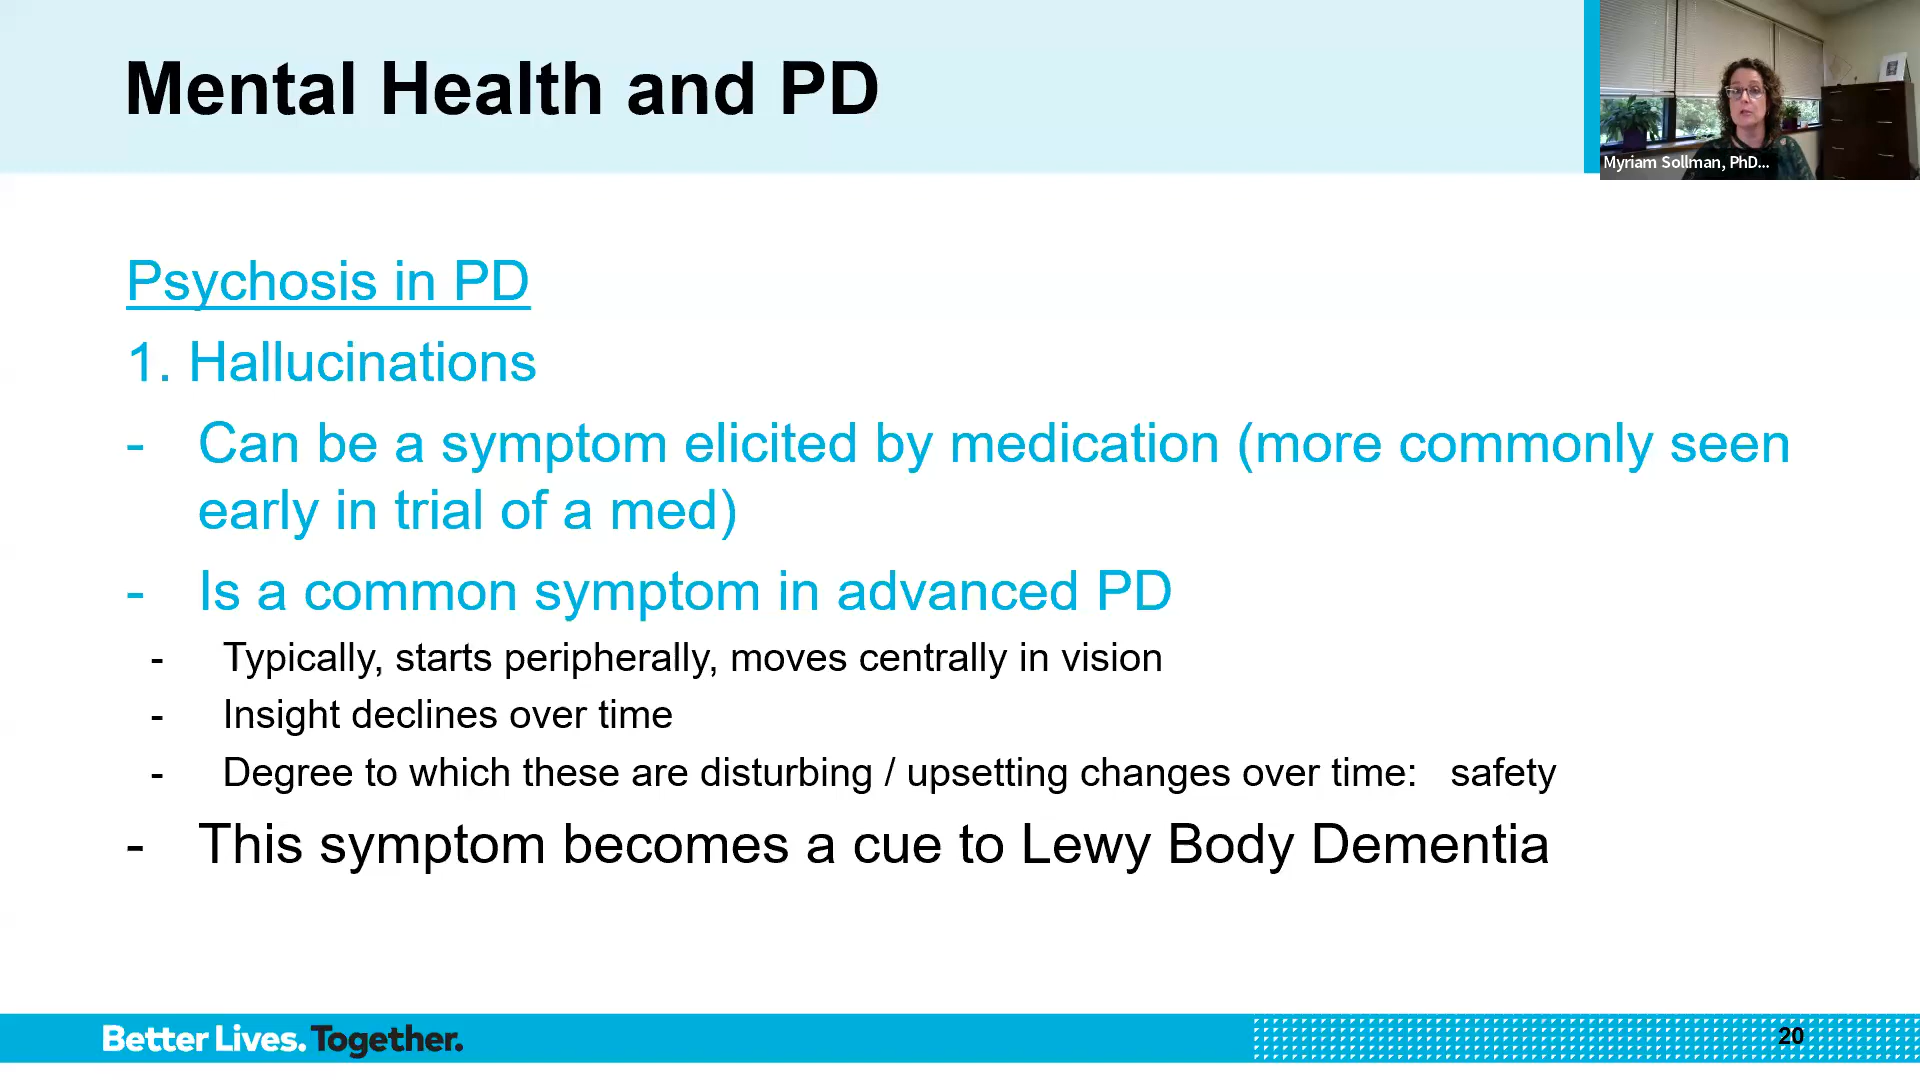 Mental Health and PD
Myriam Sollman, PhD...
Psychosis in PD
1. Hallucinations
- Can be a symptom elicited by medication (more commonly seen
early in trial of a med)
- Is a common symptom in advanced PD
- Typically, starts peripherally, moves centrally in vision
- Insight declines over time
- Degree to which these are disturbing / upsetting changes over time: safety
- This symptom becomes a cue to Lewy Body Dementia
Better Lives. Together.
20